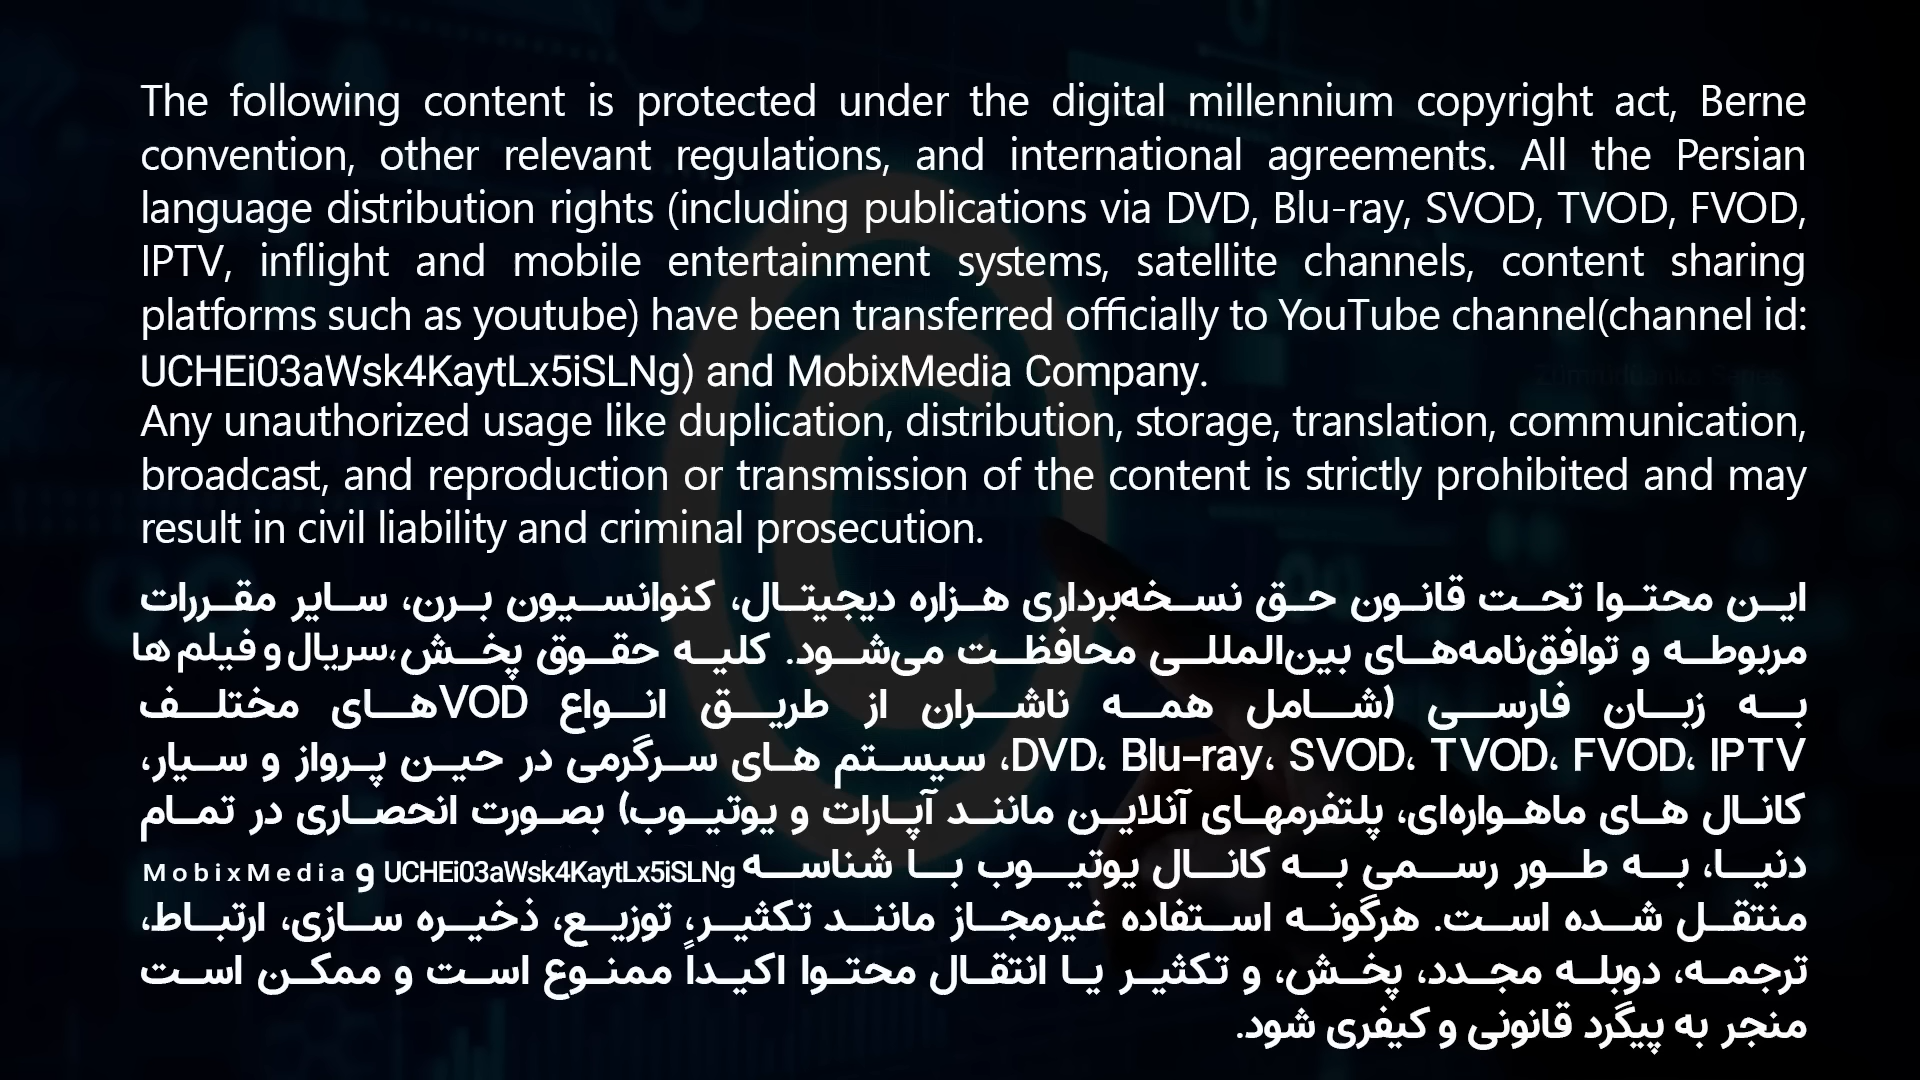 The following content is protected under the digital millennium copyright act, Berne
convention, other relevant regulations, and international agreements. All the Persian
language distribution rights (including publications via DVD, Blu-ray, SVOD, TVOD, FVOD,
IPTV, inflight and mobile entertainment systems, satellite channels, content sharing
platforms such as youtube) have been transferred officially to YouTube channel(channel id:
UCHEi03aWsk4KaytLx5iSLNg) and MobixMedia Company.
Any unauthorized usage like duplication, distribution, storage, translation, communication,
broadcast, and reproduction or transmission of the content is strictly prohibited and may
result in civil liability and criminal prosecution.
این محتوا تحت قانون حق نسخه‌برداری هزاره دیجیتال، کنوانسیون برن، سایر مقررات
مربوطه و توافق‌نامه‌های بین‌المللی محافظت می‌شود. کلیه حقوق پخش،سریال و فیلم ها
به زبان فارسی (شامل همه ناشران از طریق انواع VODهای مختلف
DVD، Blu-ray، SVOD، TVOD، FVOD، IPTV، سیستم های سرگرمی در حین پرواز و سیار،
کانال های ماهواره‌ای، پلتفرمهای آنلاین مانند آپارات و یوتیوب) بصورت انحصاری در تمام
دنیا، به طور رسمی به کانال یوتیوب با شناسه UCHEi03aWsk4KaytLx5iSLNg و MobixMedia
منتقل شده است. هرگونه استفاده غیرمجاز مانند تکثیر، توزیع، ذخیره سازی، ارتباط،
ترجمه، دوبله مجدد، پخش، و تکثیر یا انتقال محتوا اکیداً ممنوع است و ممکن است
منجر به پیگرد قانونی و کیفری شود.